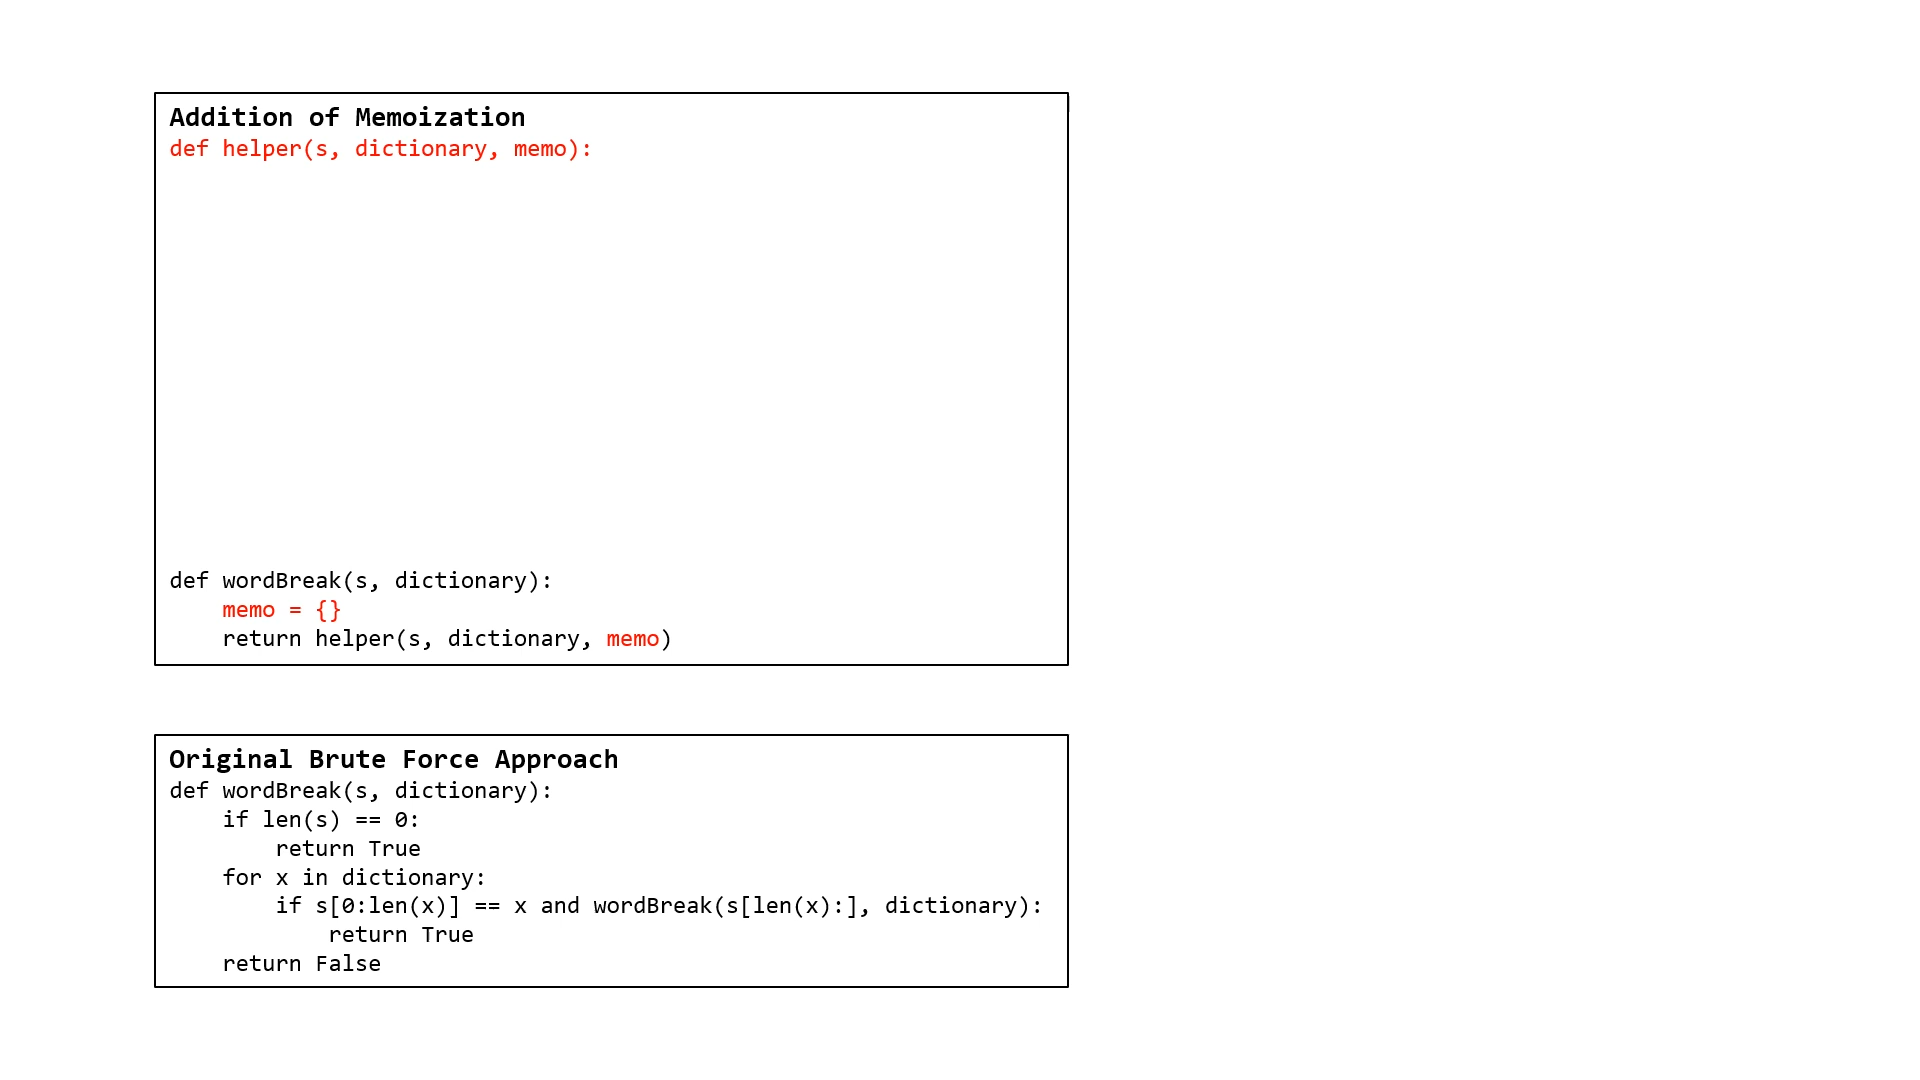 Addition of Memoization
def helper(s, dictionary, memo):
def wordBreak(s, dictionary):
    memo = {}
    return helper(s, dictionary, memo)
Original Brute Force Approach
def wordBreak(s, dictionary):
    if len(s) == 0:
        return True
    for x in dictionary:
        if s[0:len(x)] == x and wordBreak(s[len(x):], dictionary):
            return True
    return False